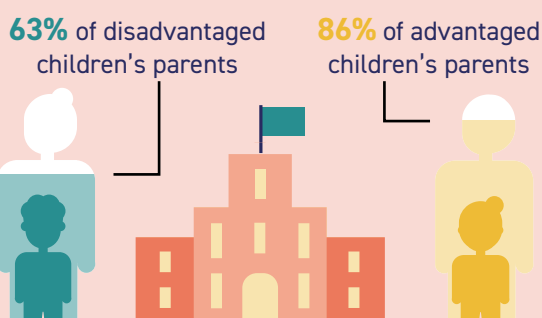 63% of disadvantaged
children's parents
86% of advantaged
children's parents